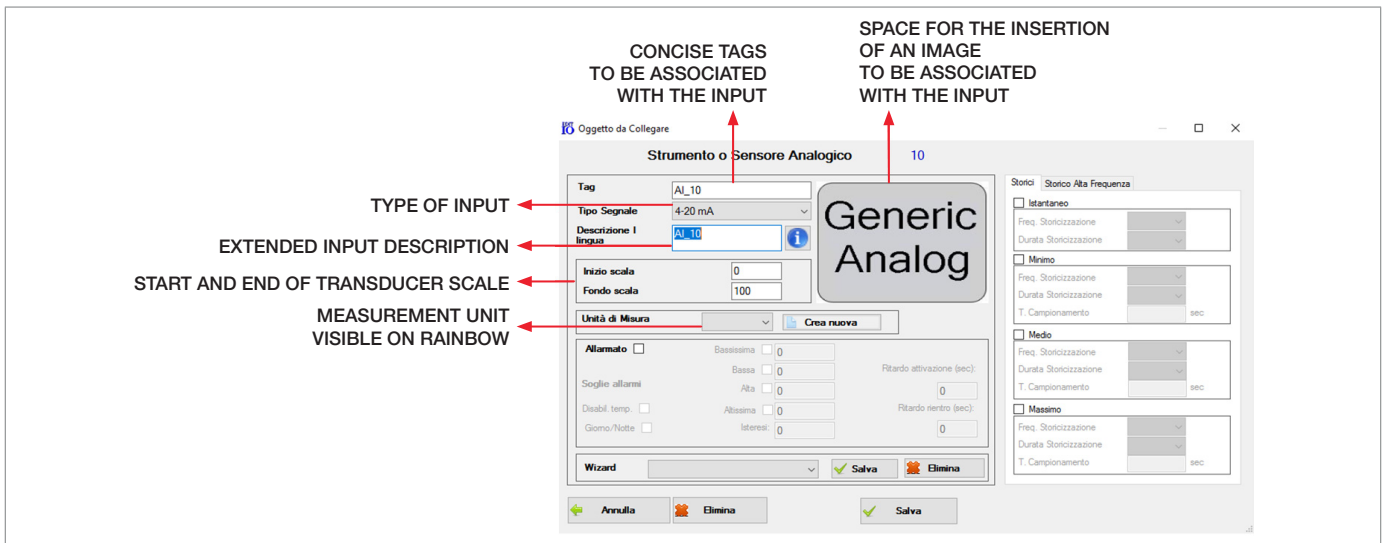 CONCISE TAGS
TO BE ASSOCIATED
WITH THE INPUT
SPACE FOR THE INSERTION
OF AN IMAGE
TO BE ASSOCIATED
WITH THE INPUT
TYPE OF INPUT
EXTENDED INPUT DESCRIPTION
START AND END OF TRANSDUCER SCALE
MEASUREMENT UNIT
VISIBLE ON RAINBOW
Oggetto da Collegare
Strumento o Sensore Analogico 10
Tag AI_10
Tipo Segnale 4-20 mA
Descrizione I
lingua
AI_10
Generic
Analog
Inizio scala 0
Fondo scala 100
Unità di Misura Crea nuova
Allarmato Bassissima 0
Bassa 0 Ritardo attivazione (sec):
Soglie allarmi Alta 0 0
Disabil. temp. Altissima 0 Ritardo rientro (sec):
Giorno/Notte Isteresi: 0 0
Wizard Salva Elimina
Annulla Elimina Salva
Storici Storico Alta Frequenza
Istantaneo
Freq. Storicizzazione
Durata Storicizzazione
Minimo
Freq. Storicizzazione
Durata Storicizzazione
T. Campionamento sec
Medio
Freq. Storicizzazione
Durata Storicizzazione
T. Campionamento sec
Massimo
Freq. Storicizzazione
Durata Storicizzazione
T. Campionamento sec